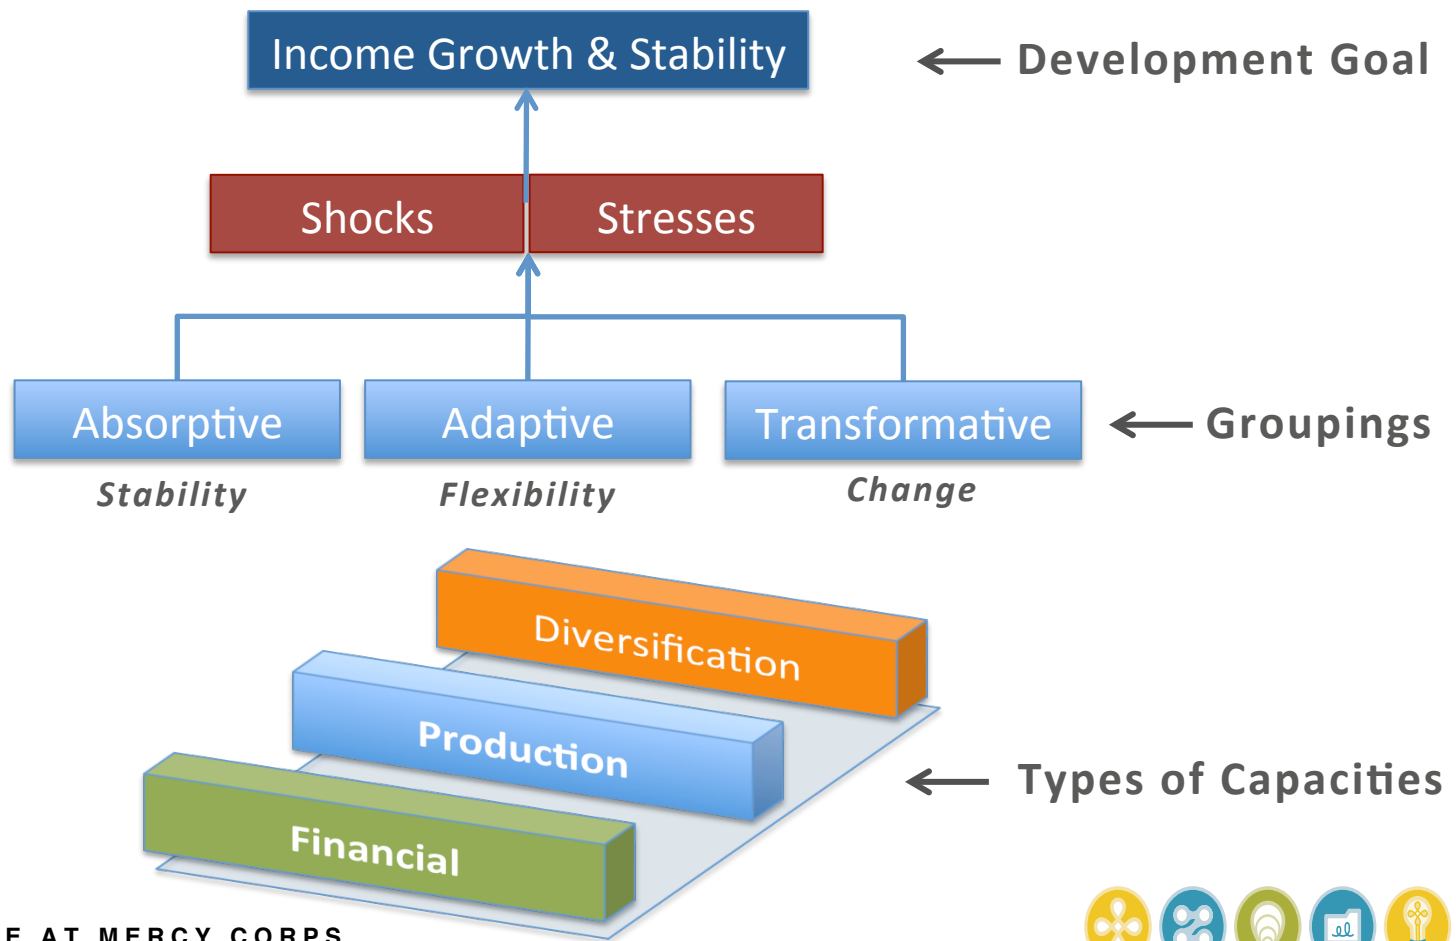 Income Growth & Stability
Development Goal
Shocks
Stresses
Absorptive
Adaptive
Transformative
Groupings
Stability
Flexibility
Change
Diversification
Production
Types of Capacities
Financial
E AT MERCY CORPS